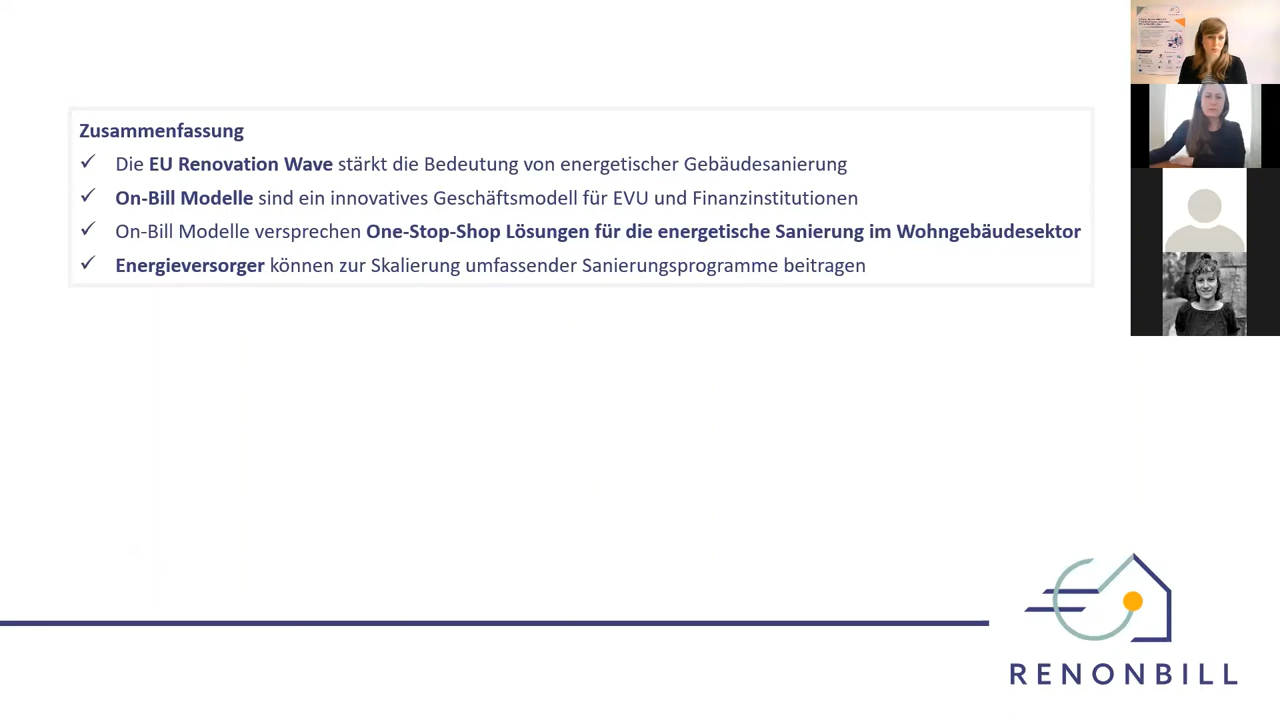 Zusammenfassung
✓ Die EU Renovation Wave stärkt die Bedeutung von energetischer Gebäudesanierung
✓ On-Bill Modelle sind ein innovatives Geschäftsmodell für EVU und Finanzinstitutionen
✓ On-Bill Modelle versprechen One-Stop-Shop Lösungen für die energetische Sanierung im Wohngebäudesektor
✓ Energieversorger können zur Skalierung umfassender Sanierungsprogramme beitragen
RENONBILL